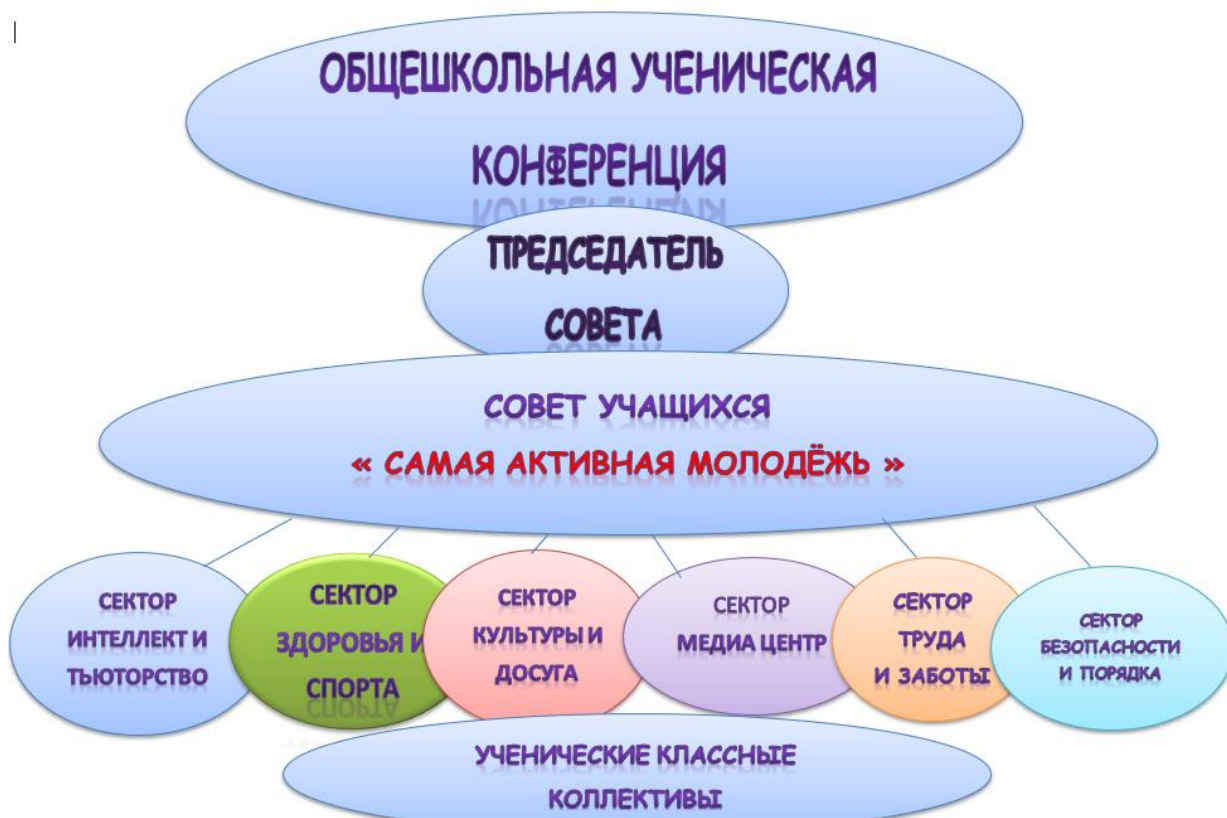 ОБЩЕШКОЛЬНАЯ УЧЕНИЧЕСКАЯ
КОНФЕРЕНЦИЯ
ПРЕДСЕДАТЕЛЬ
СОВЕТА
СОВЕТ УЧАЩИХСЯ
« САМАЯ АКТИВНАЯ МОЛОДЁЖЬ »
СЕКТОР
ИНТЕЛЛЕКТ И
ТЬЮТОРСТВО
СЕКТОР
ЗДОРОВЬЯ И
СПОРТА
СЕКТОР
КУЛЬТУРЫ И
ДОСУГА
СЕКТОР
МЕДИА ЦЕНТР
СЕКТОР
ТРУДА
И ЗАБОТЫ
СЕКТОР
БЕЗОПАСНОСТИ
И ПОРЯДКА
УЧЕНИЧЕСКИЕ КЛАССНЫЕ
КОЛЛЕКТИВЫ